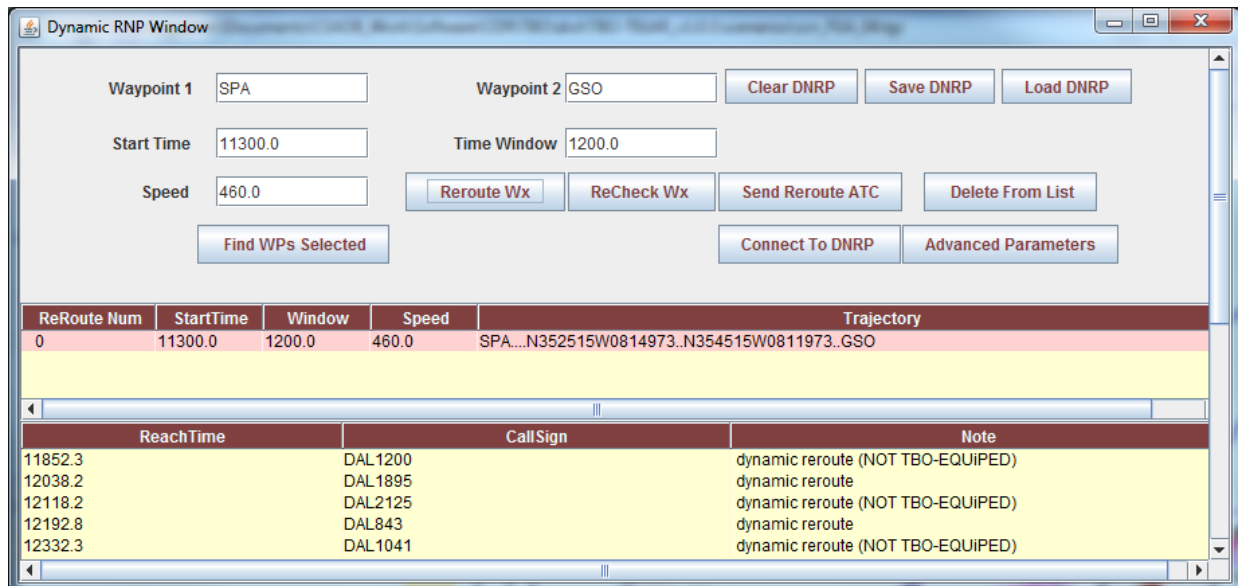 Dynamic RNP Window
Waypoint 1 SPA Waypoint 2 GSO Clear DNRP Save DNRP Load DNRP
Start Time 11300.0 Time Window 1200.0
Speed 460.0 Reroute Wx ReCheck Wx Send Reroute ATC Delete From List
Find WPs Selected Connect To DNRP Advanced Parameters
ReRoute Num StartTime Window Speed Trajectory
0 11300.0 1200.0 460.0 SPA....N352515W0814973..N354515W0811973..GSO
ReachTime CallSign Note
11852.3 DAL1200 dynamic reroute (NOT TBO-EQUiPED)
12038.2 DAL1895 dynamic reroute
12118.2 DAL2125 dynamic reroute (NOT TBO-EQUiPED)
12192.8 DAL843 dynamic reroute
12332.3 DAL1041 dynamic reroute (NOT TBO-EQUiPED)